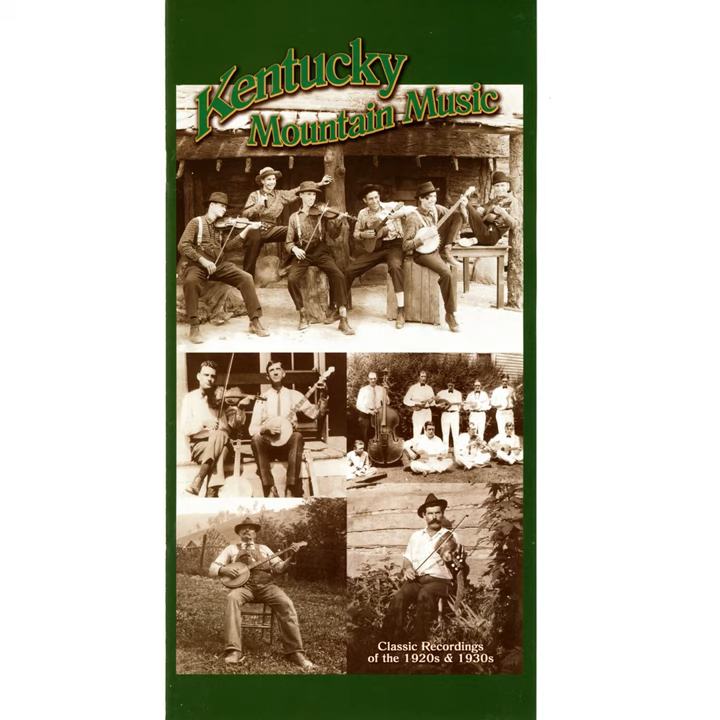 Kentucky
Mountain Music
Classic Recordings
of the 1920s & 1930s